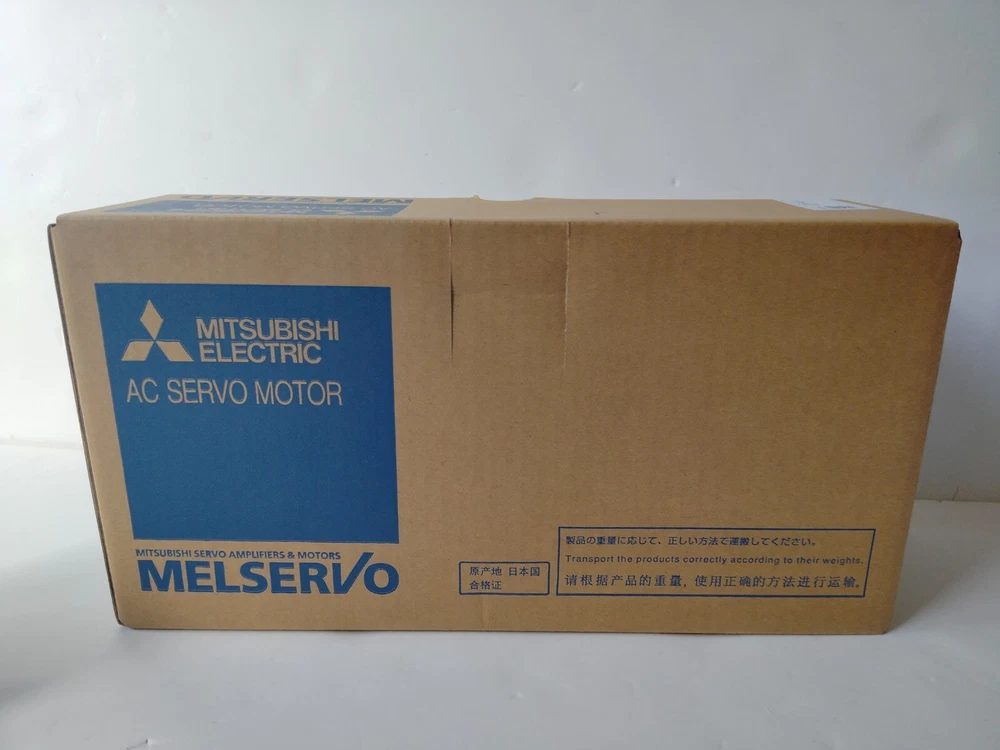 MITSUBISHI
ELECTRIC
AC SERVO MOTOR
MITSUBISHI SERVO AMPLIFIERS & MOTORS
MELSERVO
原产地 日本国
合格证
製品の重量に応じて、正しい方法で運搬してください。
Transport the products correctly according to their weights.
请根据产品的重量, 使用正确的方法进行运输。